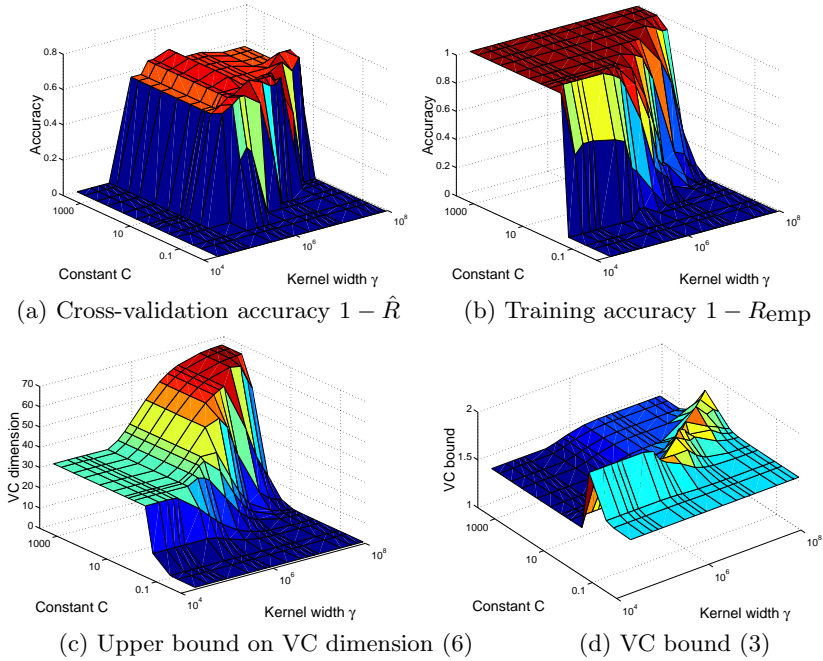 0.8
0.6
0.4
0.2
0
Accuracy
1000
10
0.1
Constant C
10^4
10^6
10^8
Kernel width γ
(a) Cross-validation accuracy 1 − R̂
1
0.8
0.6
0.4
0.2
0
Accuracy
1000
10
0.1
Constant C
10^4
10^6
10^8
Kernel width γ
(b) Training accuracy 1 − R_emp
70
60
50
40
30
20
10
0
VC dimension
1000
10
0.1
Constant C
10^4
10^6
10^8
Kernel width γ
(c) Upper bound on VC dimension (6)
2
1.5
1
VC bound
1000
10
0.1
Constant C
10^4
10^6
10^8
Kernel width γ
(d) VC bound (3)